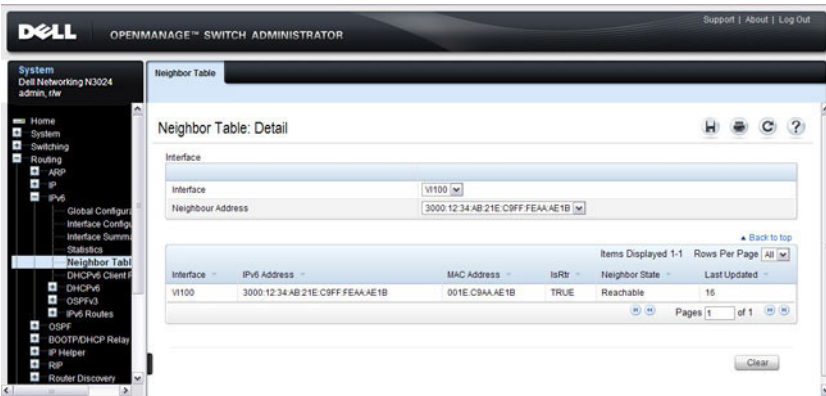 Support | About | Log Out
DELL OPENMANAGE™ SWITCH ADMINISTRATOR
System
Dell Networking N3024
admin, r/w
Neighbor Table
Home
System
Switching
Routing
ARP
IP
IPv6
Global Configura
Interface Configu
Interface Summa
Statistics
Neighbor Tabl
DHCPv6 Client P
DHCPv6
OSPFv3
IPv6 Routes
OSPF
BOOTP/DHCP Relay
IP Helper
RIP
Router Discovery
Neighbor Table: Detail
Interface
Interface Vl100
Neighbour Address 3000:12:34:AB:21E:C9FF:FEAA:AE1B
Back to top
Items Displayed 1-1 Rows Per Page All
Interface IPv6 Address MAC Address IsRtr Neighbor State Last Updated
Vl100 3000:12:34:AB:21E:C9FF:FEAA:AE1B 001E.C9AA.AE1B TRUE Reachable 16
Pages 1 of 1
Clear